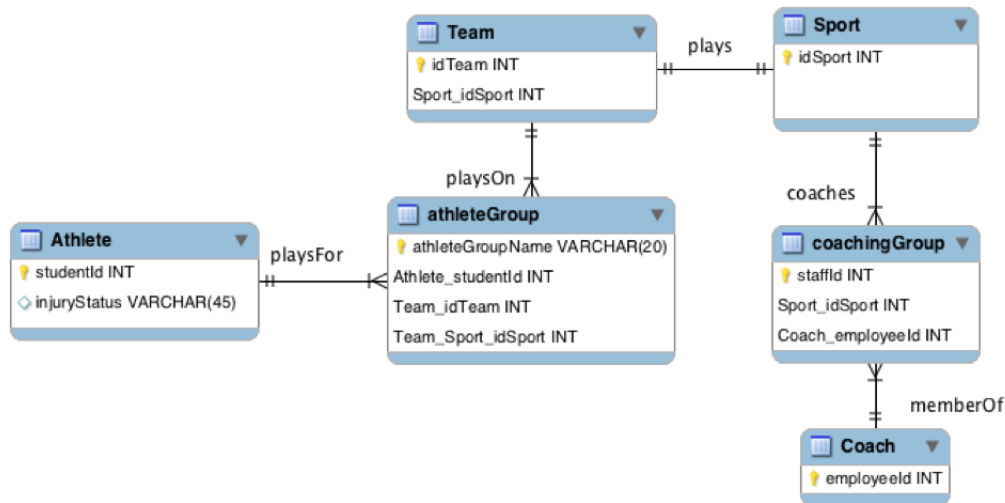 Team
idTeam INT
Sport_idSport INT
plays
Sport
idSport INT
playsOn
coaches
Athlete
studentId INT
injuryStatus VARCHAR(45)
playsFor
athleteGroup
athleteGroupName VARCHAR(20)
Athlete_studentId INT
Team_idTeam INT
Team_Sport_idSport INT
coachingGroup
staffId INT
Sport_idSport INT
Coach_employeeId INT
memberOf
Coach
employeeId INT